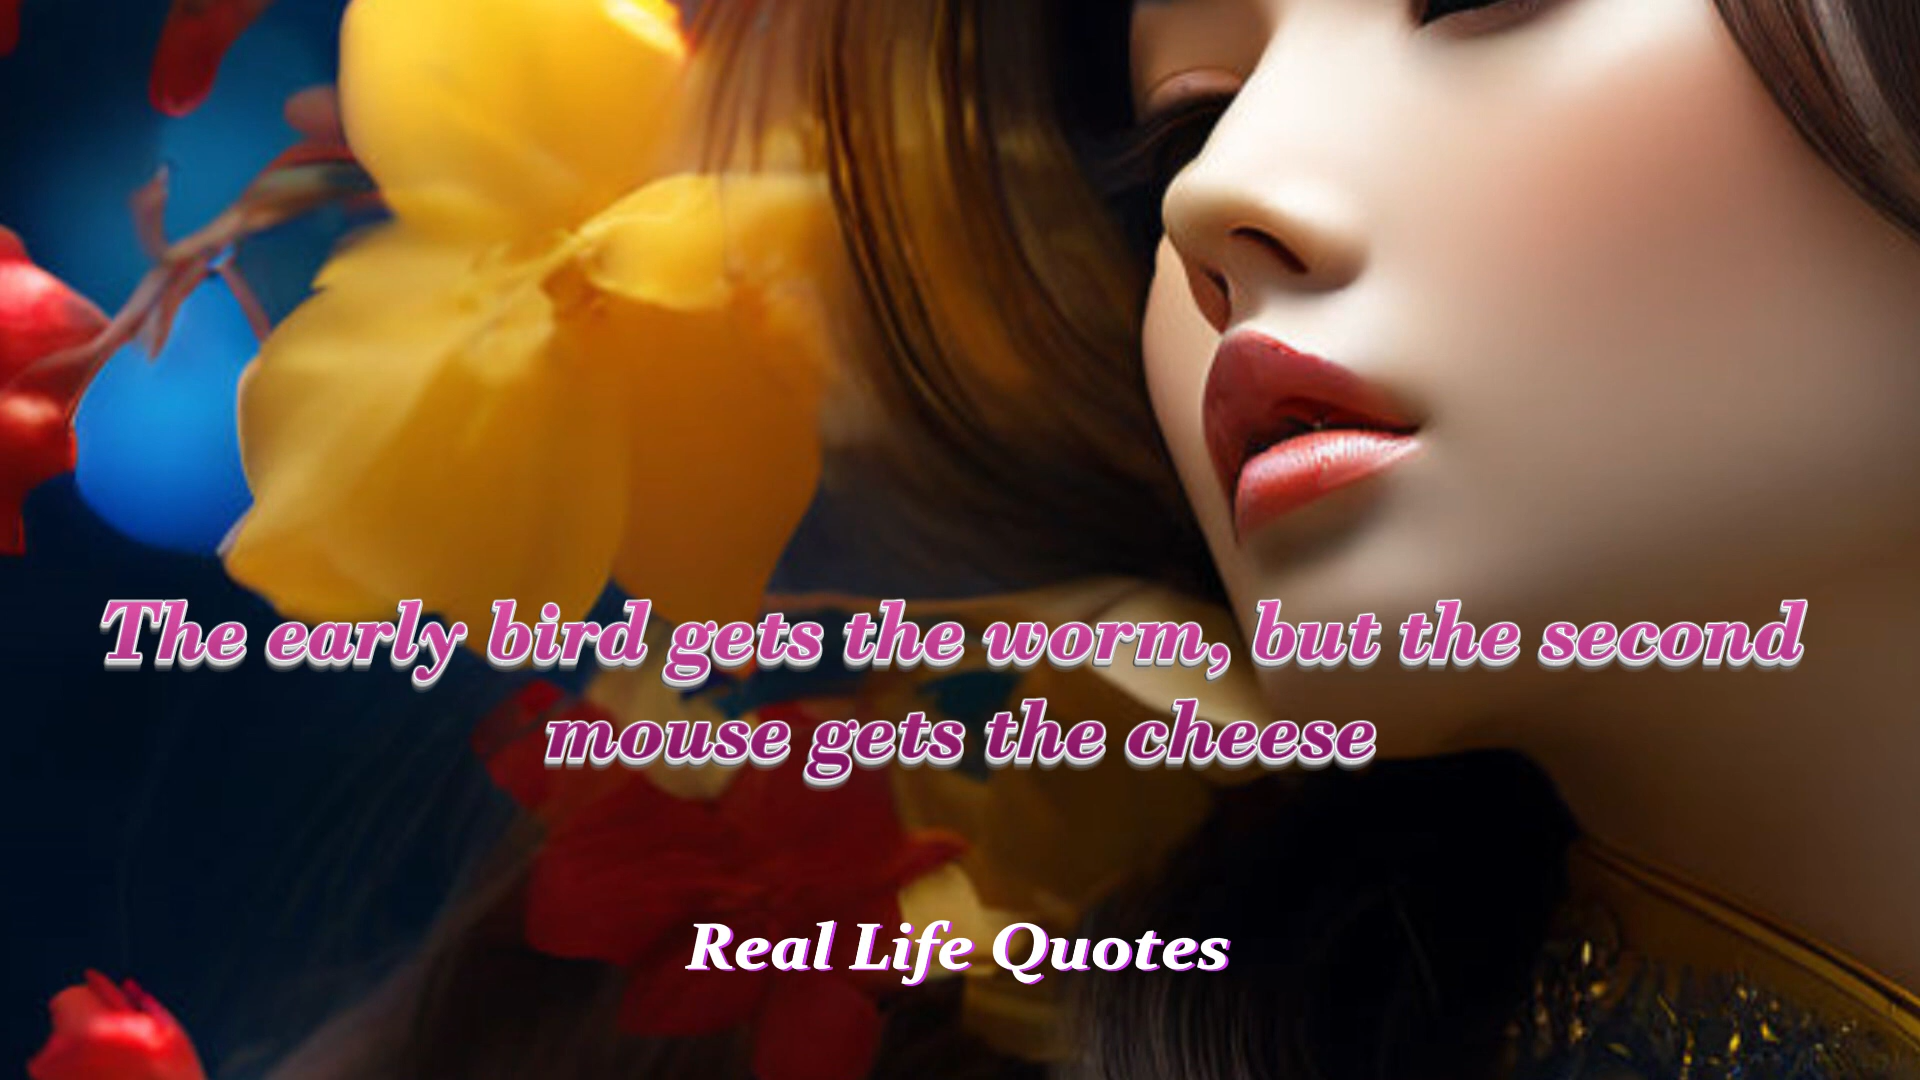 The early bird gets the worm, but the second
mouse gets the cheese
Real Life Quotes